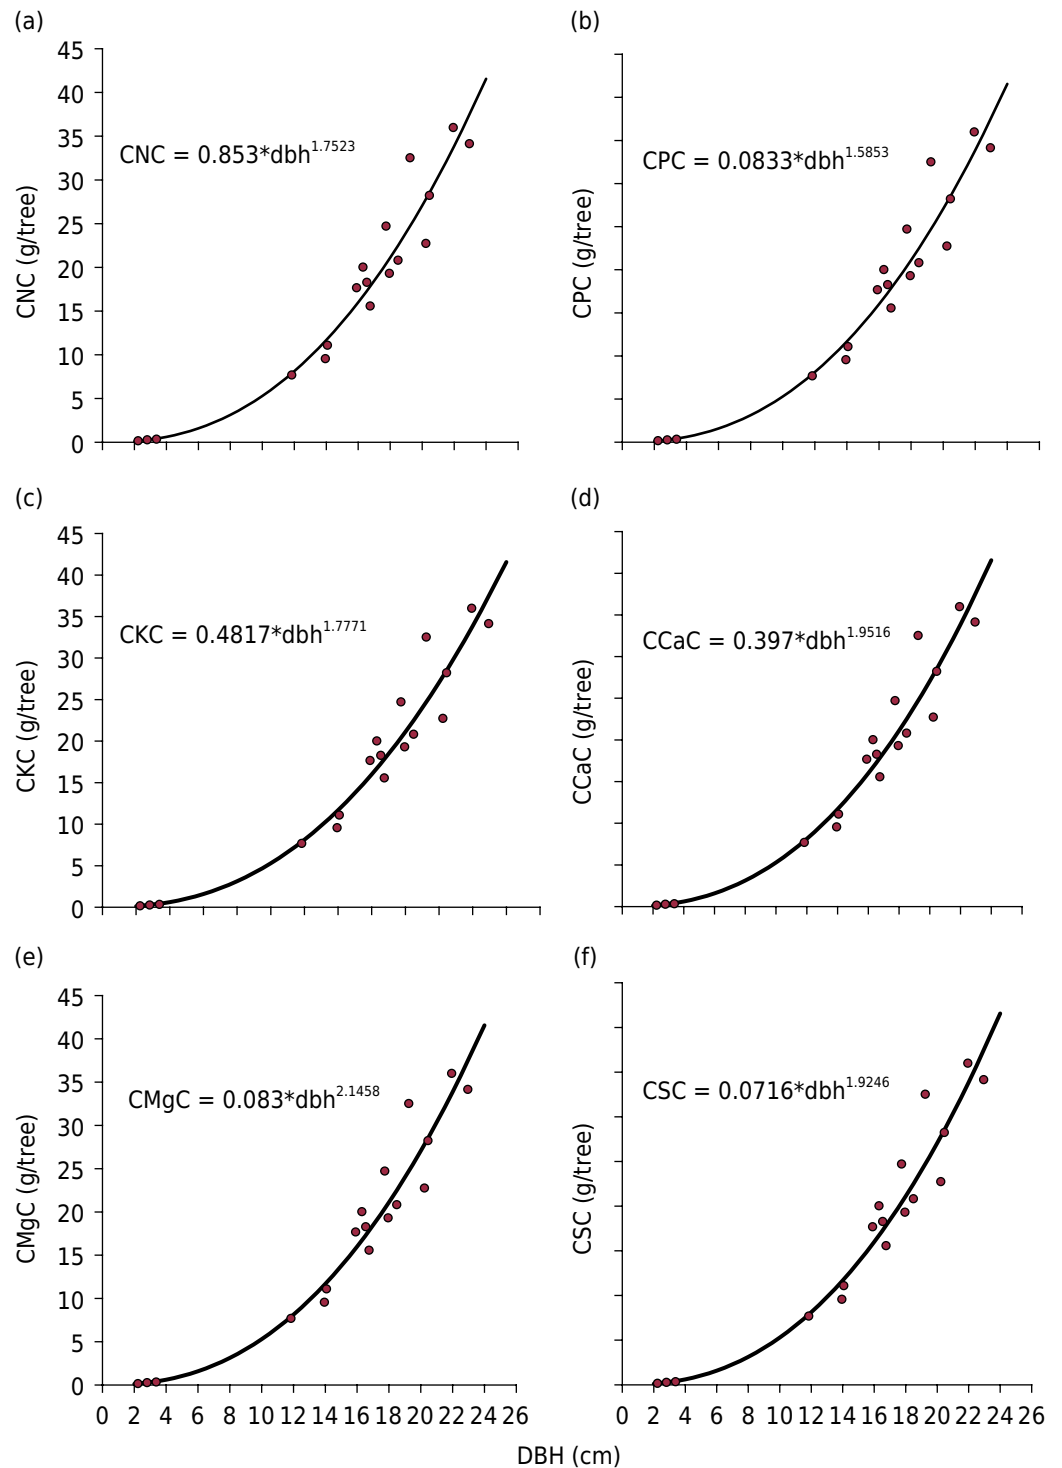 (a)
45
40
35
30
25
20
15
10
5
0
CNC (g/tree)
CNC = 0.853*dbh^1.7523
(b)
CPC (g/tree)
CPC = 0.0833*dbh^1.5853
(c)
45
40
35
30
25
20
15
10
5
0
CKC (g/tree)
CKC = 0.4817*dbh^1.7771
(d)
CCaC (g/tree)
CCaC = 0.397*dbh^1.9516
(e)
45
40
35
30
25
20
15
10
5
0
CMgC (g/tree)
CMgC = 0.083*dbh^2.1458
0 2 4 6 8 10 12 14 16 18 20 22 24 26
(f)
CSC (g/tree)
CSC = 0.0716*dbh^1.9246
0 2 4 6 8 10 12 14 16 18 20 22 24 26
DBH (cm)